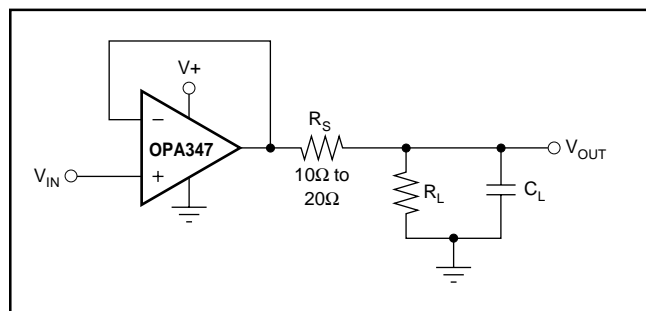 V+
−
OPA347
+
V_IN
R_S
10Ω to
20Ω
R_L
C_L
V_OUT